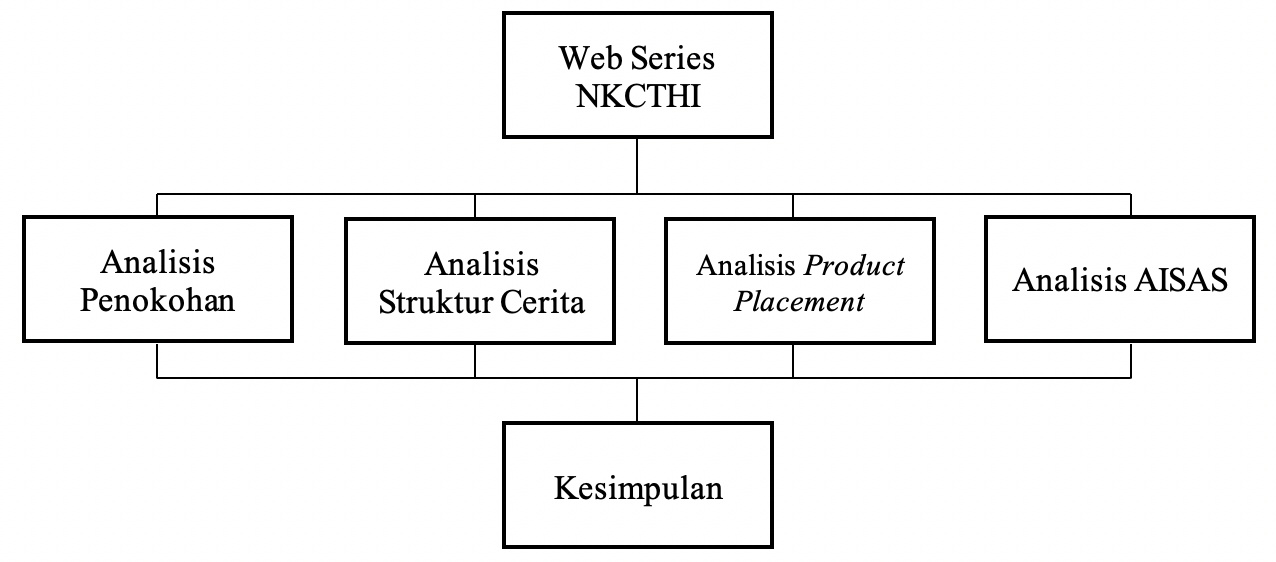 Web Series
NKCTHI
Analisis
Penokohan
Analisis
Struktur Cerita
Analisis Product
Placement
Analisis AISAS
Kesimpulan